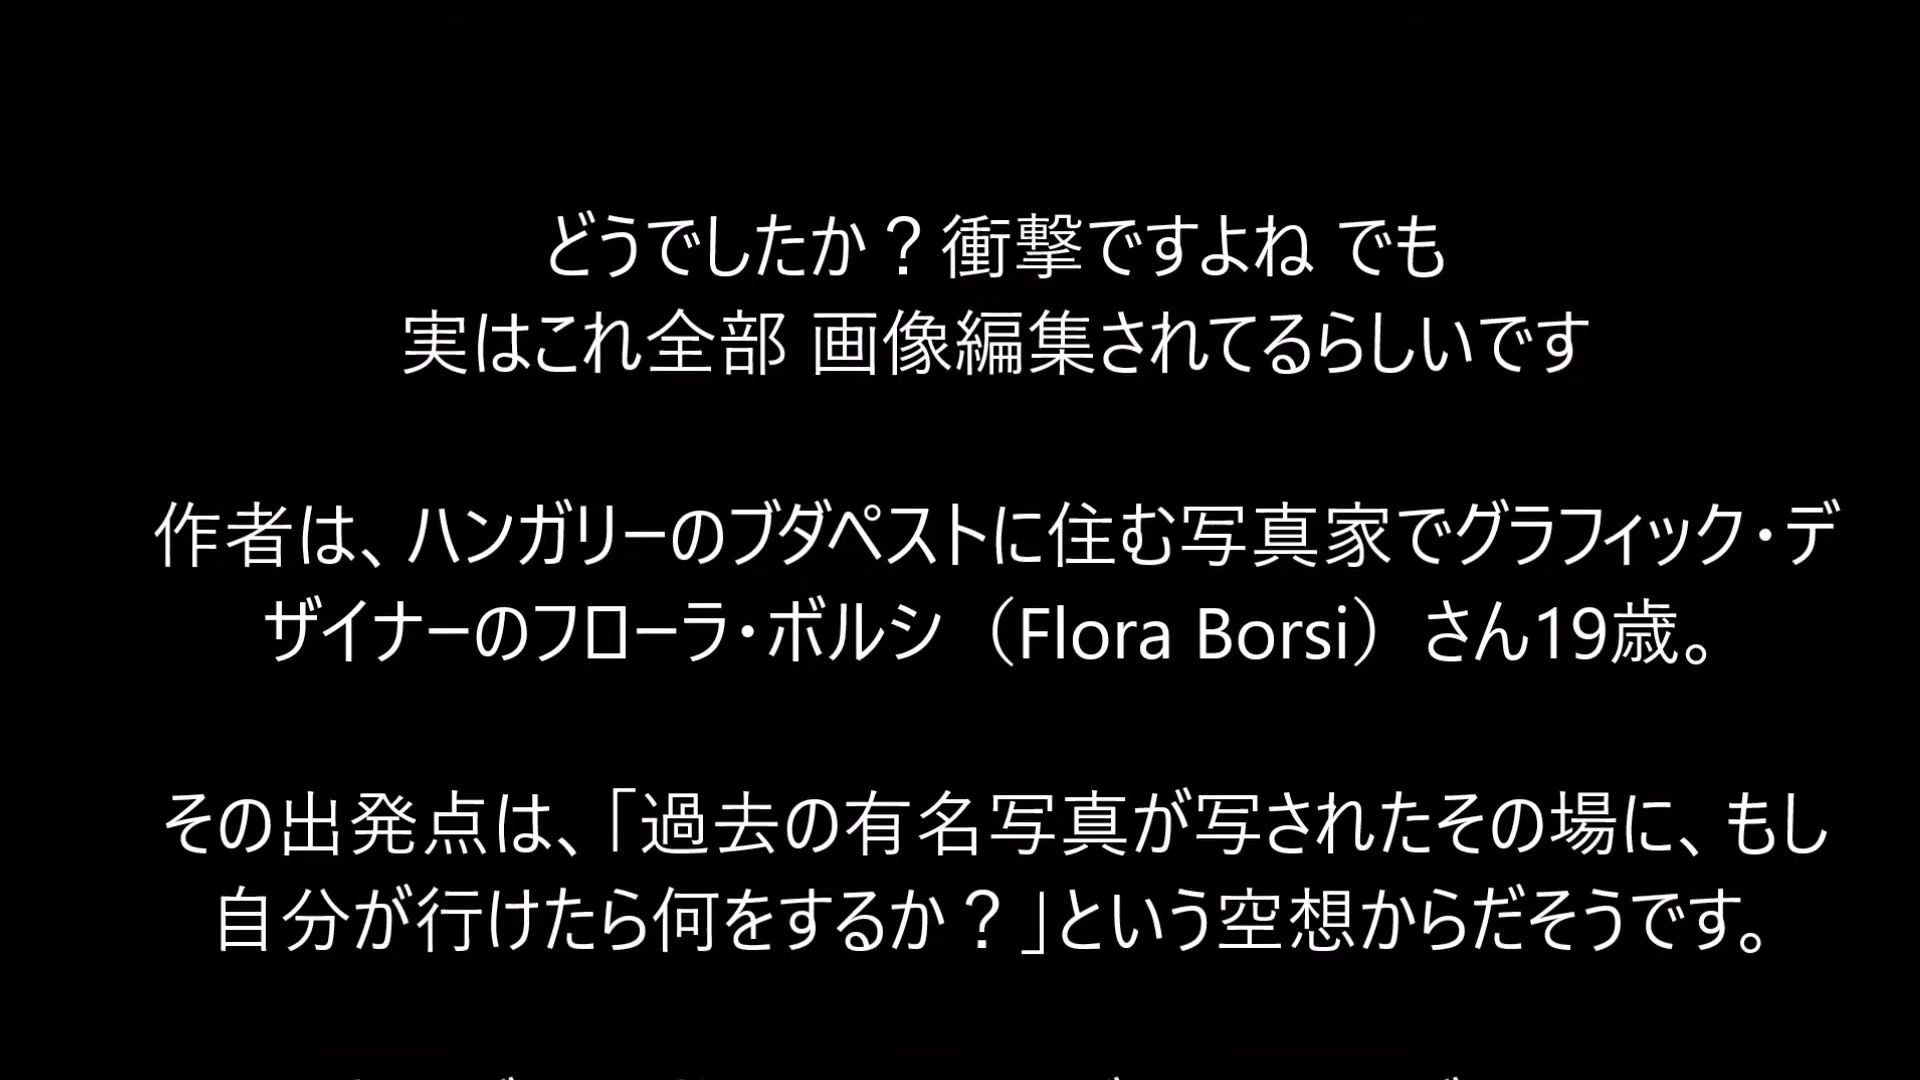 どうでしたか？衝撃ですよね でも
実はこれ全部 画像編集されてるらしいです
作者は、ハンガリーのブダペストに住む写真家でグラフィック・デ
ザイナーのフローラ・ボルシ（Flora Borsi）さん19歳。
その出発点は、「過去の有名写真が写されたその場に、もし
自分が行けたら何をするか？」という空想からだそうです。